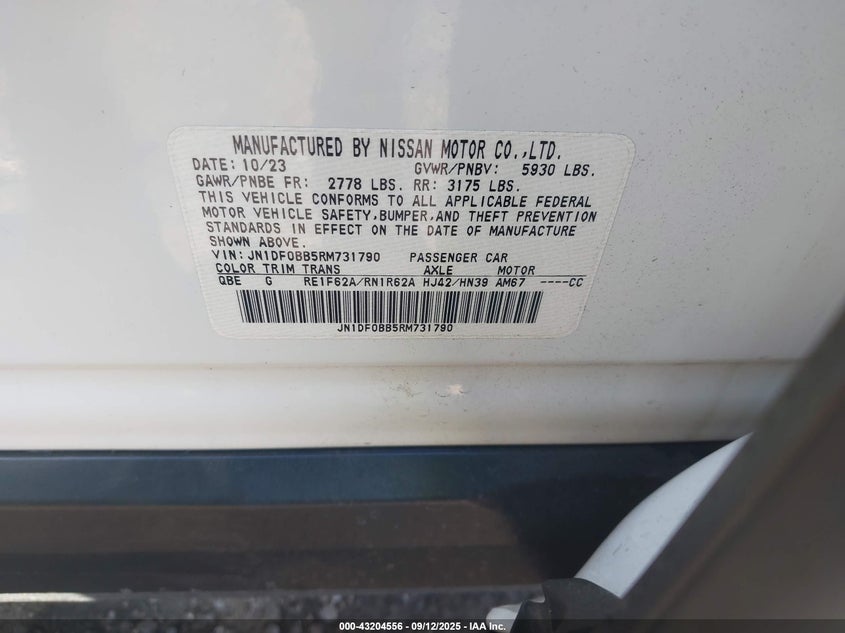 MANUFACTURED BY NISSAN MOTOR CO.,LTD.
DATE: 10/23 GVWR/PNBV: 5930 LBS.
GAWR/PNBE FR: 2778 LBS. RR: 3175 LBS.
THIS VEHICLE CONFORMS TO ALL APPLICABLE FEDERAL
MOTOR VEHICLE SAFETY,BUMPER,AND THEFT PREVENTION
STANDARDS IN EFFECT ON THE DATE OF MANUFACTURE
SHOWN ABOVE.
VIN: JN1DF0BB5RM731790 PASSENGER CAR
COLOR TRIM TRANS AXLE MOTOR
QBE G RE1F62A/RN1R62A HJ42/HN39 AM67 ----CC
JN1DF0BB5RM731790
000-43204556 - 09/12/2025 - IAA Inc.